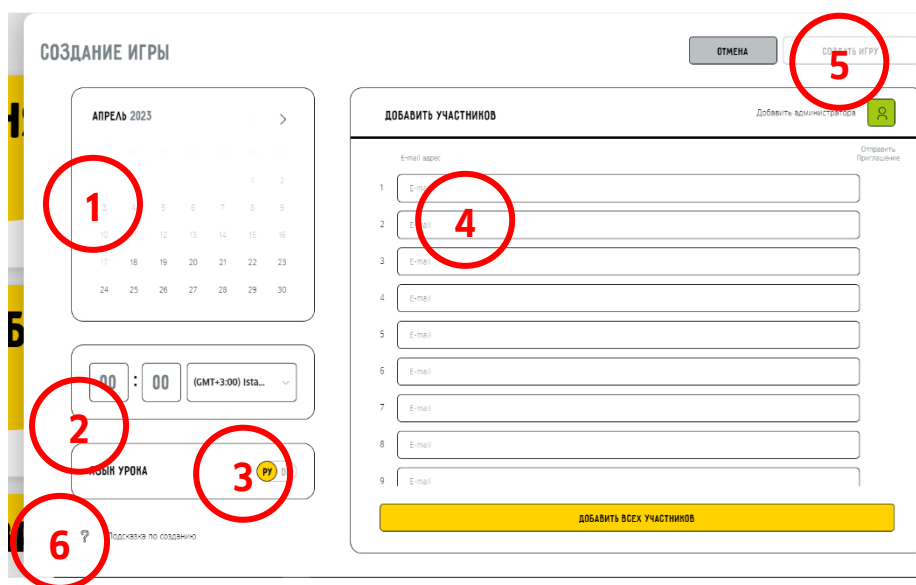 СОЗДАНИЕ ИГРЫ
ОТМЕНА
СОЗДАТЬ ИГРУ
5
АПРЕЛЬ 2023
1 2
3 4 5 6 7 8 9
10 11 12 13 14 15 16
17 18 19 20 21 22 23
24 25 26 27 28 29 30
1
00 : 00 (GMT+3:00) Ista...
2
ЯЗЫК УРОКА
РУ
3
6
? Подсказка по созданию
ДОБАВИТЬ УЧАСТНИКОВ
Добавить администратора
E-mail адрес
Отправить
Приглашение
1 E-mail
2 E-mail
4
3 E-mail
4 E-mail
5 E-mail
6 E-mail
7 E-mail
8 E-mail
9 E-mail
ДОБАВИТЬ ВСЕХ УЧАСТНИКОВ